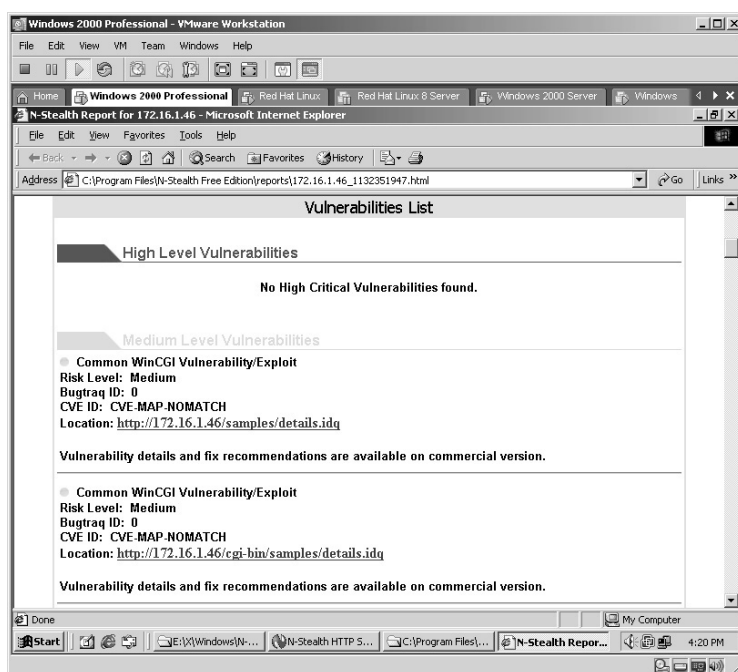 Windows 2000 Professional - VMware Workstation
File Edit View VM Team Windows Help
Home Windows 2000 Professional Red Hat Linux Red Hat Linux 8 Server Windows 2000 Server Windows
N-Stealth Report for 172.16.1.46 - Microsoft Internet Explorer
File Edit View Favorites Tools Help
Back Search Favorites History
Address C:\Program Files\N-Stealth Free Edition\reports\172.16.1.46_1132351947.html Go Links »
Vulnerabilities List
High Level Vulnerabilities
No High Critical Vulnerabilities found.
Medium Level Vulnerabilities
Common WinCGI Vulnerability/Exploit
Risk Level: Medium
Bugtraq ID: 0
CVE ID: CVE-MAP-NOMATCH
Location: http://172.16.1.46/samples/details.idq
Vulnerability details and fix recommendations are available on commercial version.
Common WinCGI Vulnerability/Exploit
Risk Level: Medium
Bugtraq ID: 0
CVE ID: CVE-MAP-NOMATCH
Location: http://172.16.1.46/cgi-bin/samples/details.idq
Vulnerability details and fix recommendations are available on commercial version.
Done My Computer
Start E:\X\Windows\N-... N-Stealth HTTP S... C:\Program Files\... N-Stealth Repor... 4:20 PM